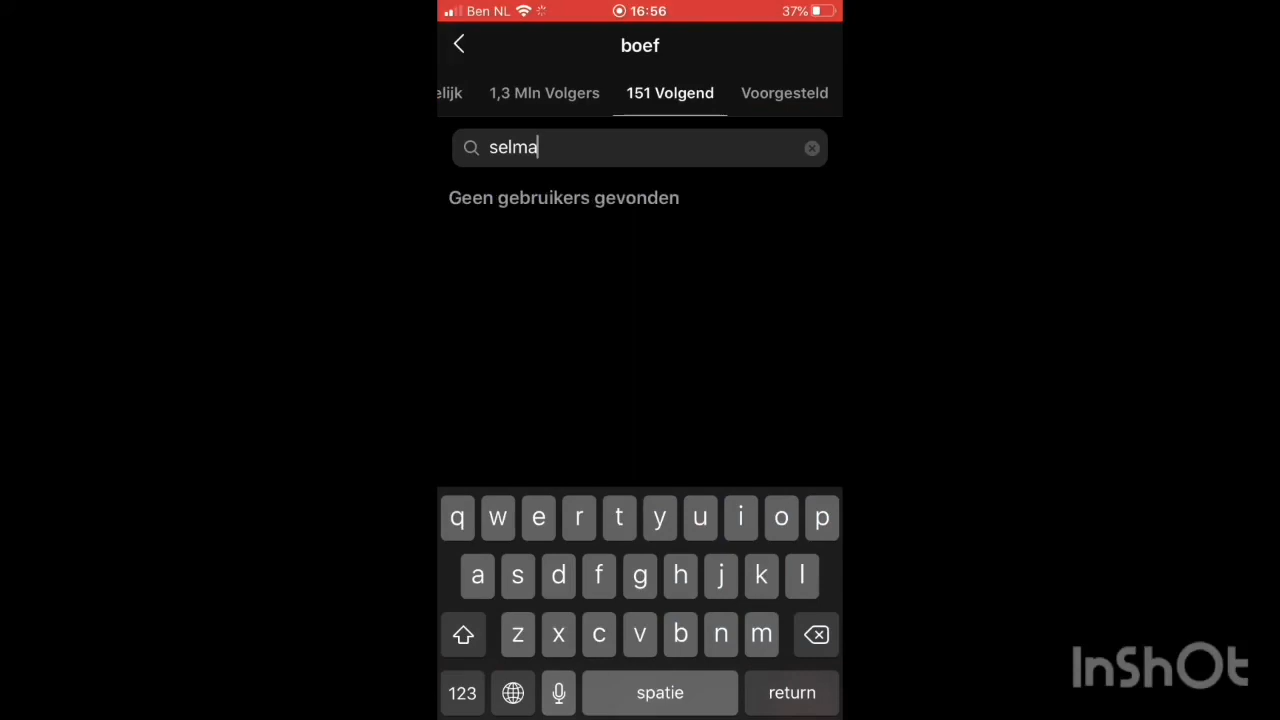 Ben NL 16:56 37%
boef
elijk 1,3 Mln Volgers 151 Volgend Voorgesteld
selma
Geen gebruikers gevonden
q w e r t y u i o p
a s d f g h j k l
z x c v b n m
123 spatie return
InShOt